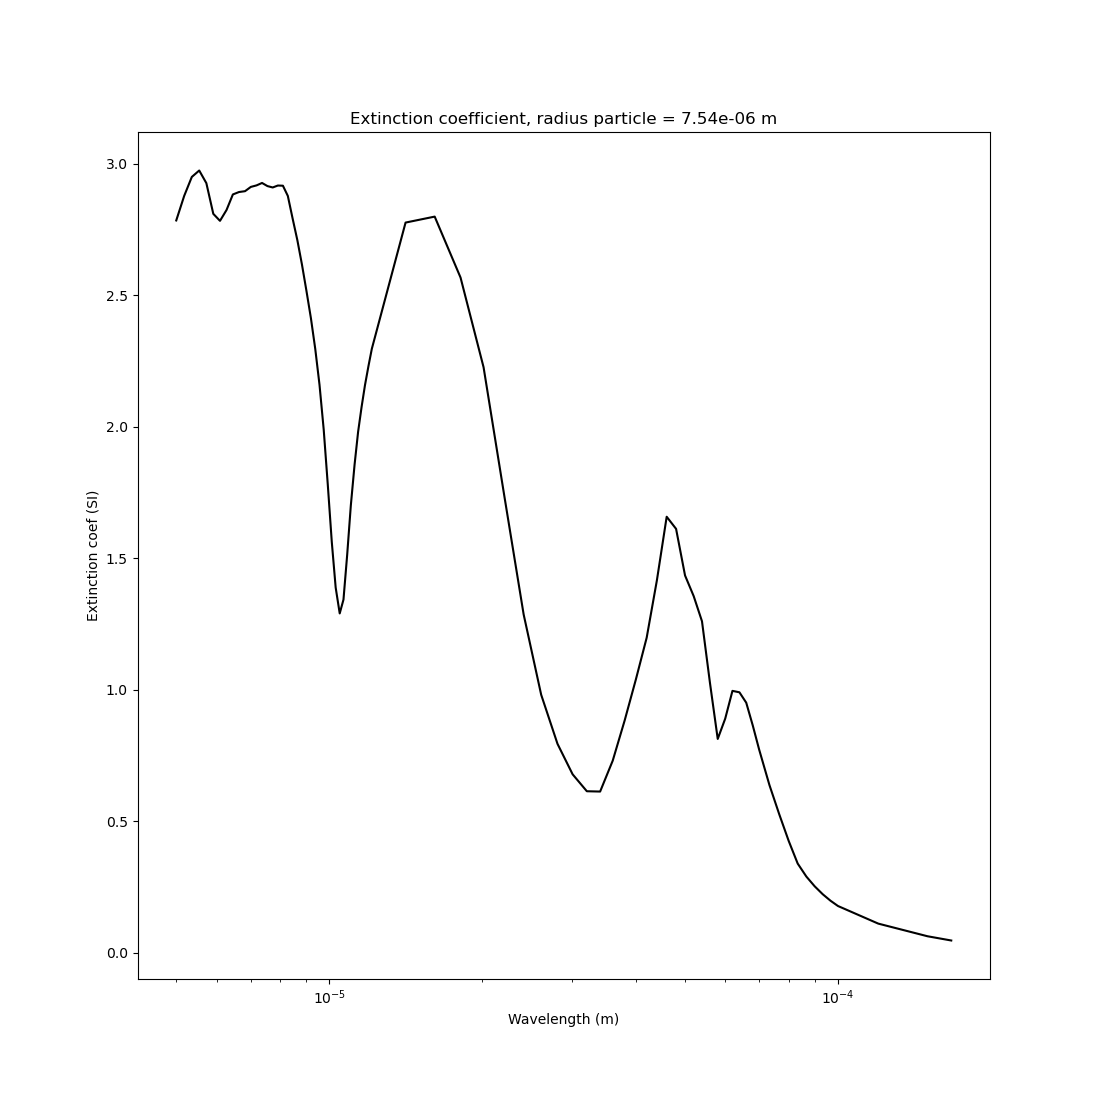 Extinction coefficient, radius particle = 7.54e-06 m
3.0
2.5
2.0
1.5
1.0
0.5
0.0
Extinction coef (SI)
10⁻⁵ 10⁻⁴
Wavelength (m)